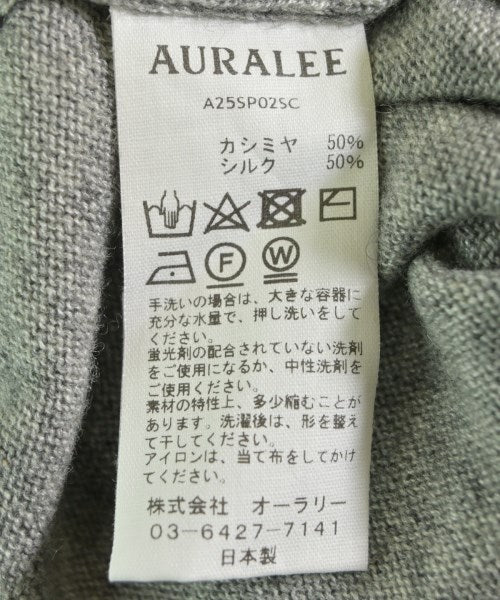 AURALEE
A25SP02SC
カシミヤ 50%
シルク 50%
F W
手洗いの場合は、大きな容器に
充分な水量で、押し洗いをして
ください。
蛍光剤の配合されていない洗剤
をご使用になるか、中性洗剤を
ご使用ください。
素材の特性上、多少縮むことが
あります。洗濯後は、形を整え
て干してください。
アイロンは、当て布をしてかけ
てください。
株式会社 オーラリー
03-6427-7141
日本製